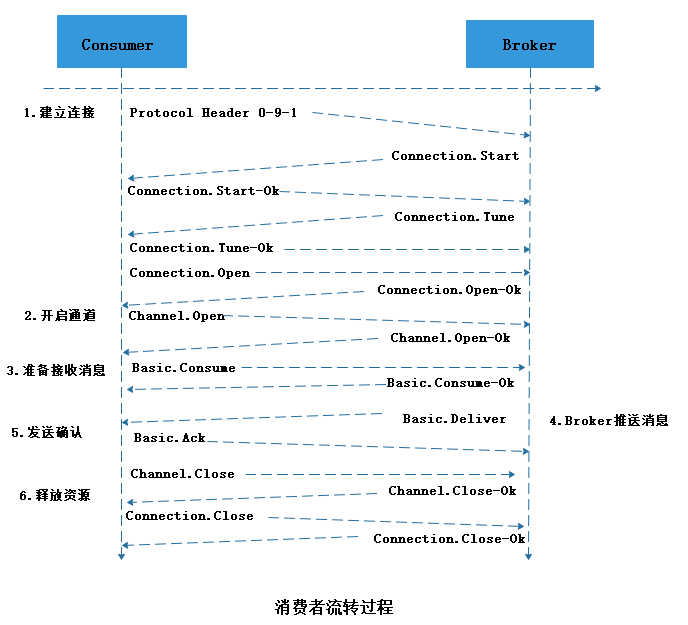 Consumer
Broker
1.建立连接
Protocol Header 0-9-1
Connection.Start
Connection.Start-Ok
Connection.Tune
Connection.Tune-Ok
Connection.Open
Connection.Open-Ok
2.开启通道
Channel.Open
Channel.Open-Ok
3.准备接收消息
Basic.Consume
Basic.Consume-Ok
Basic.Deliver
4.Broker推送消息
5.发送确认
Basic.Ack
Channel.Close
Channel.Close-Ok
6.释放资源
Connection.Close
Connection.Close-Ok
消费者流转过程